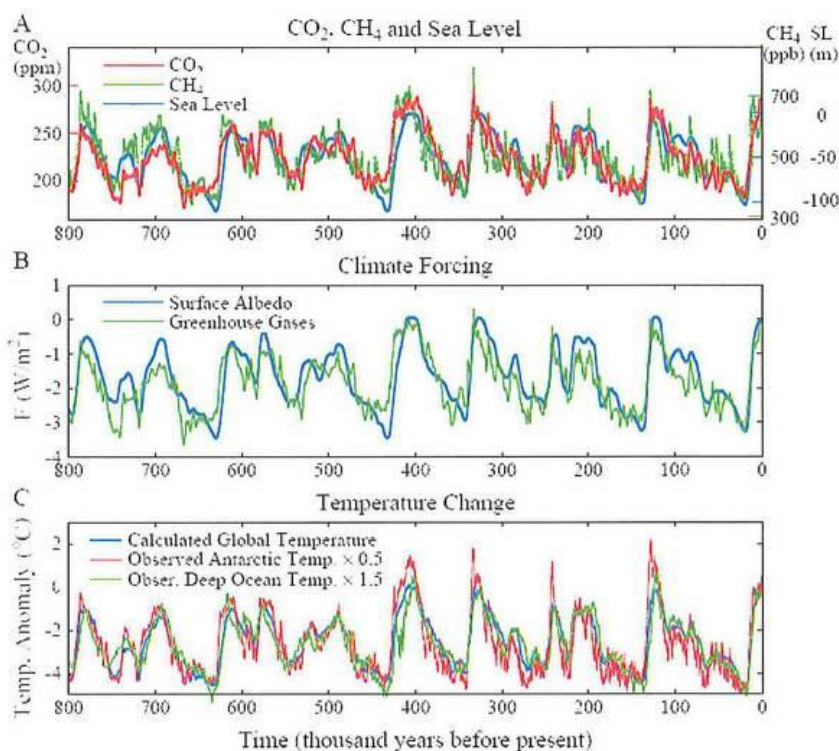 A
CO₂, CH₄ and Sea Level
CO₂
(ppm)
CH₄ SL
(ppb) (m)
CO₂
CH₄
Sea Level
300
250
200
700
500
300
0
-50
-100
800 700 600 500 400 300 200 100 0
B
Climate Forcing
Surface Albedo
Greenhouse Gases
F (W/m²)
1
0
-1
-2
-3
-4
800 700 600 500 400 300 200 100 0
C
Temperature Change
Calculated Global Temperature
Observed Antarctic Temp. × 0.5
Obser. Deep Ocean Temp. × 1.5
Temp. Anomaly (°C)
2
0
-2
-4
800 700 600 500 400 300 200 100 0
Time (thousand years before present)